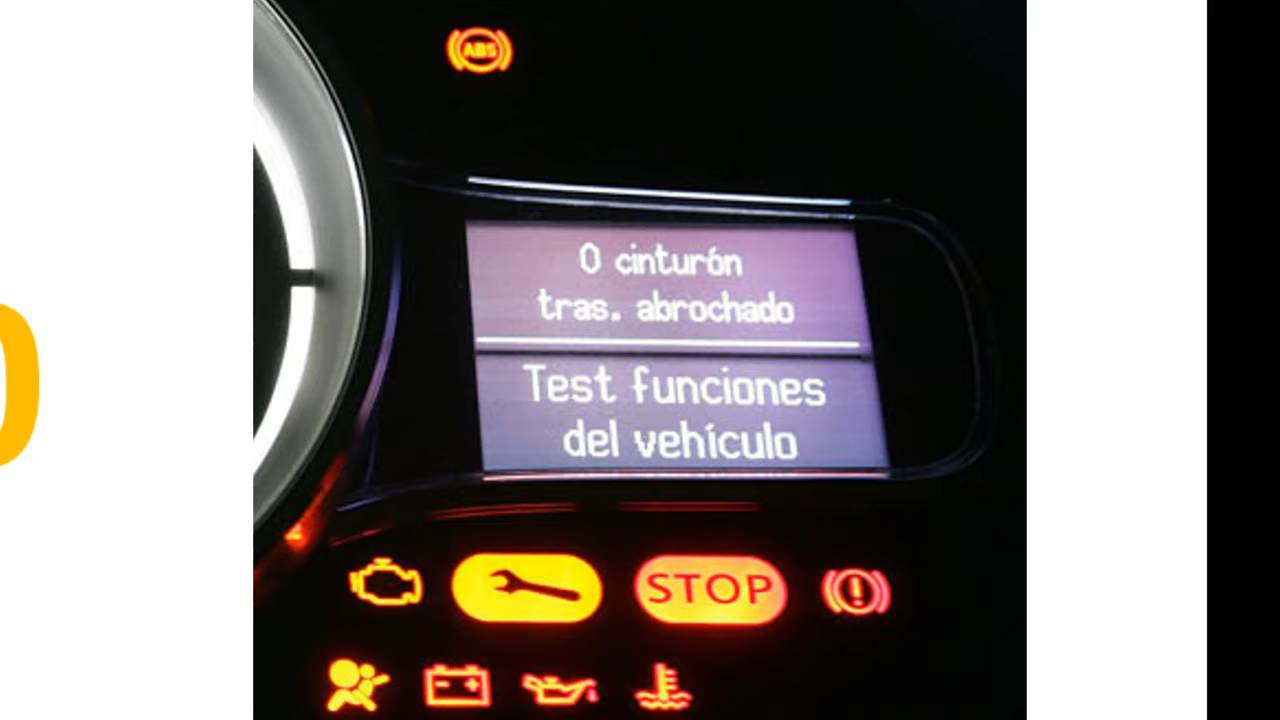 ABS
0 cinturón
tras. abrochado
Test funciones
del vehículo
STOP